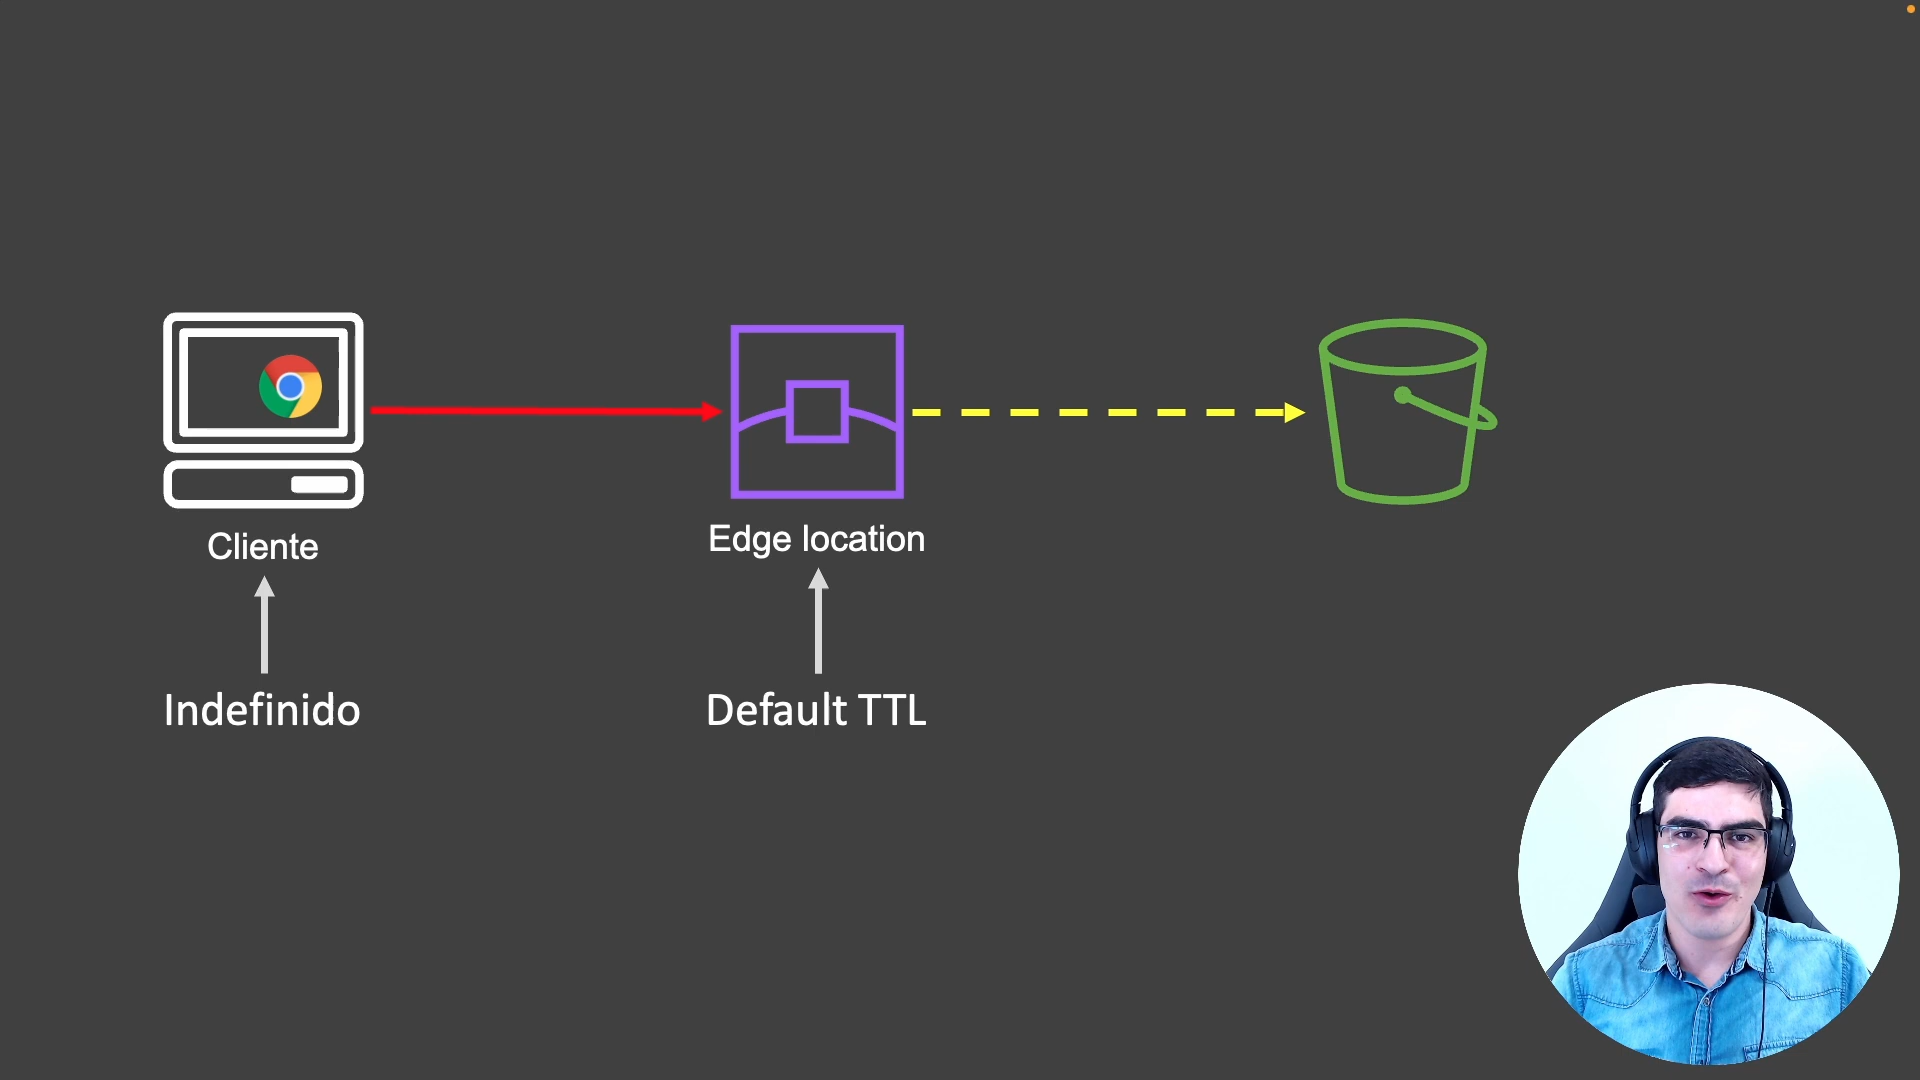 Cliente
Edge location
Indefinido
Default TTL